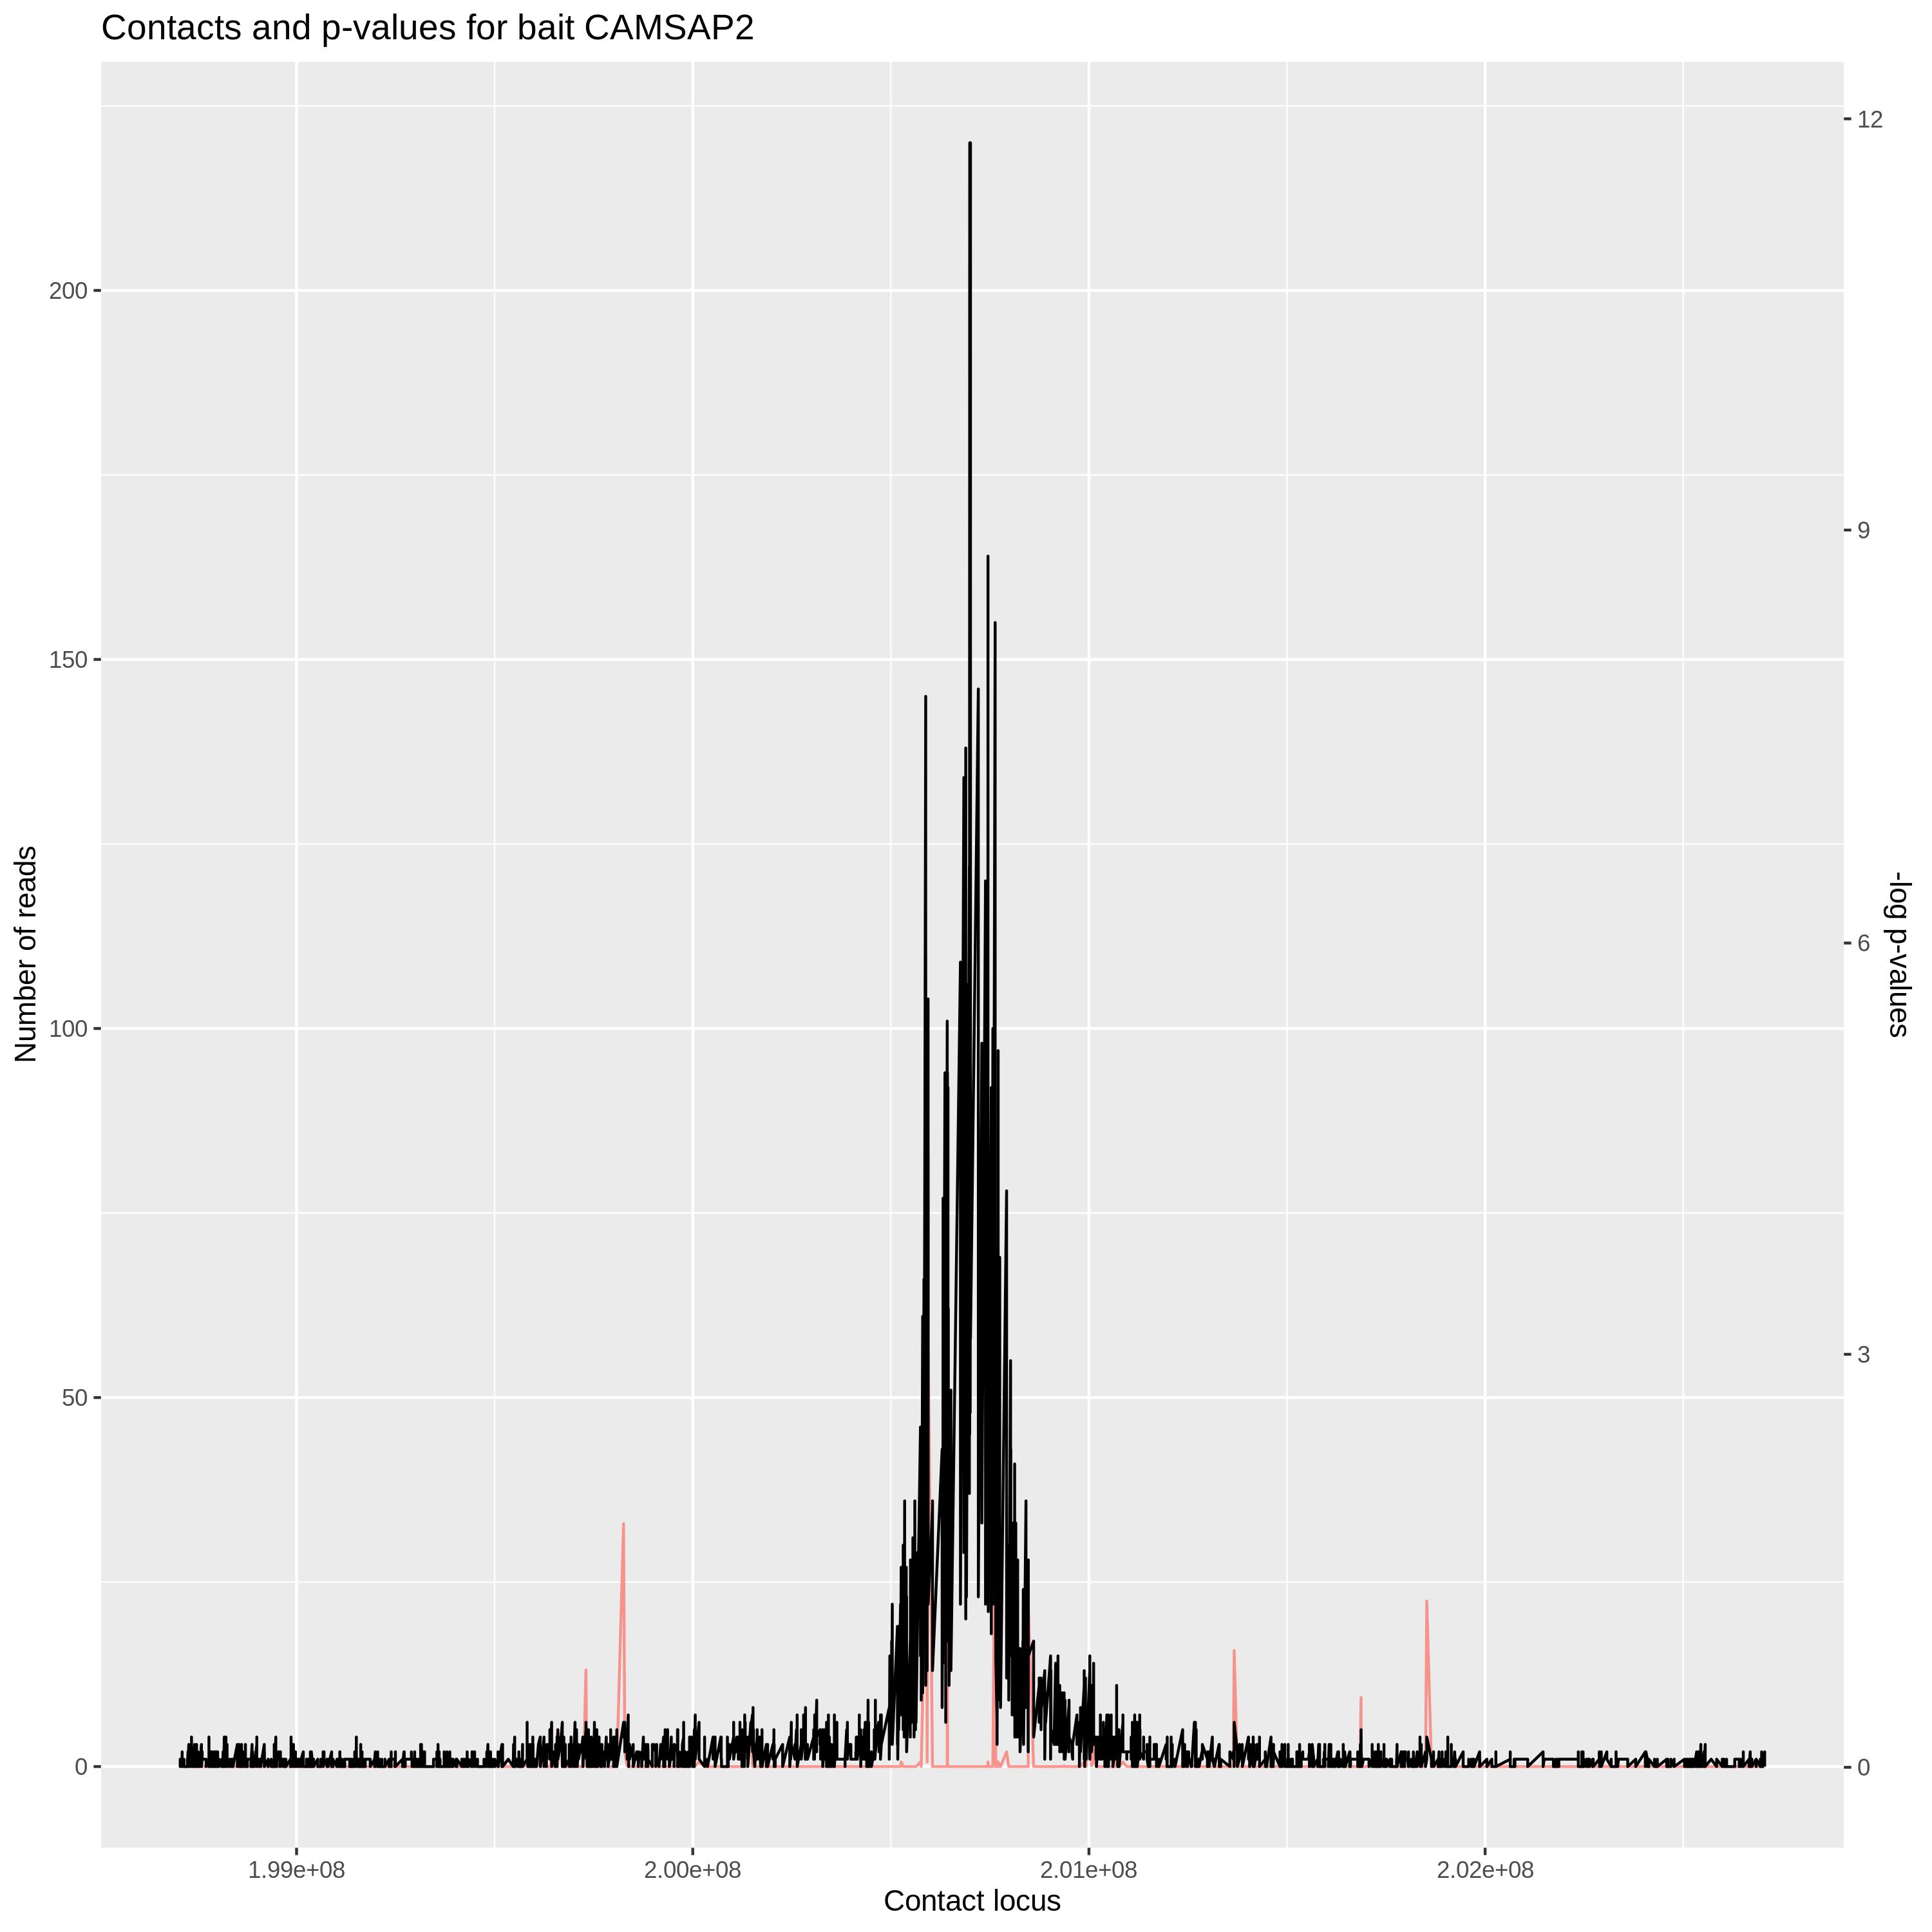 Contacts and p-values for bait CAMSAP2
12
200
9
150
Number of reads
6
-log p-values
100
3
50
0
0
1.99e+08
2.00e+08
2.01e+08
2.02e+08
Contact locus